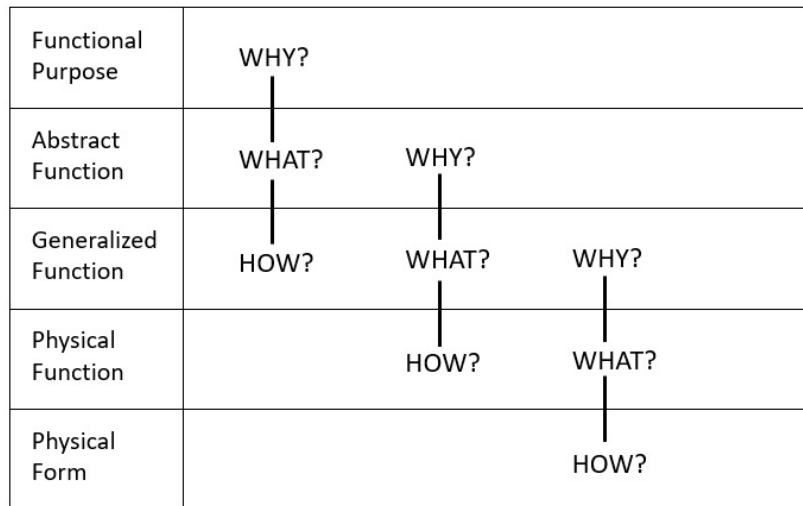 Functional
Purpose
WHY?
Abstract
Function
WHAT?
WHY?
Generalized
Function
HOW?
WHAT?
WHY?
Physical
Function
HOW?
WHAT?
Physical
Form
HOW?